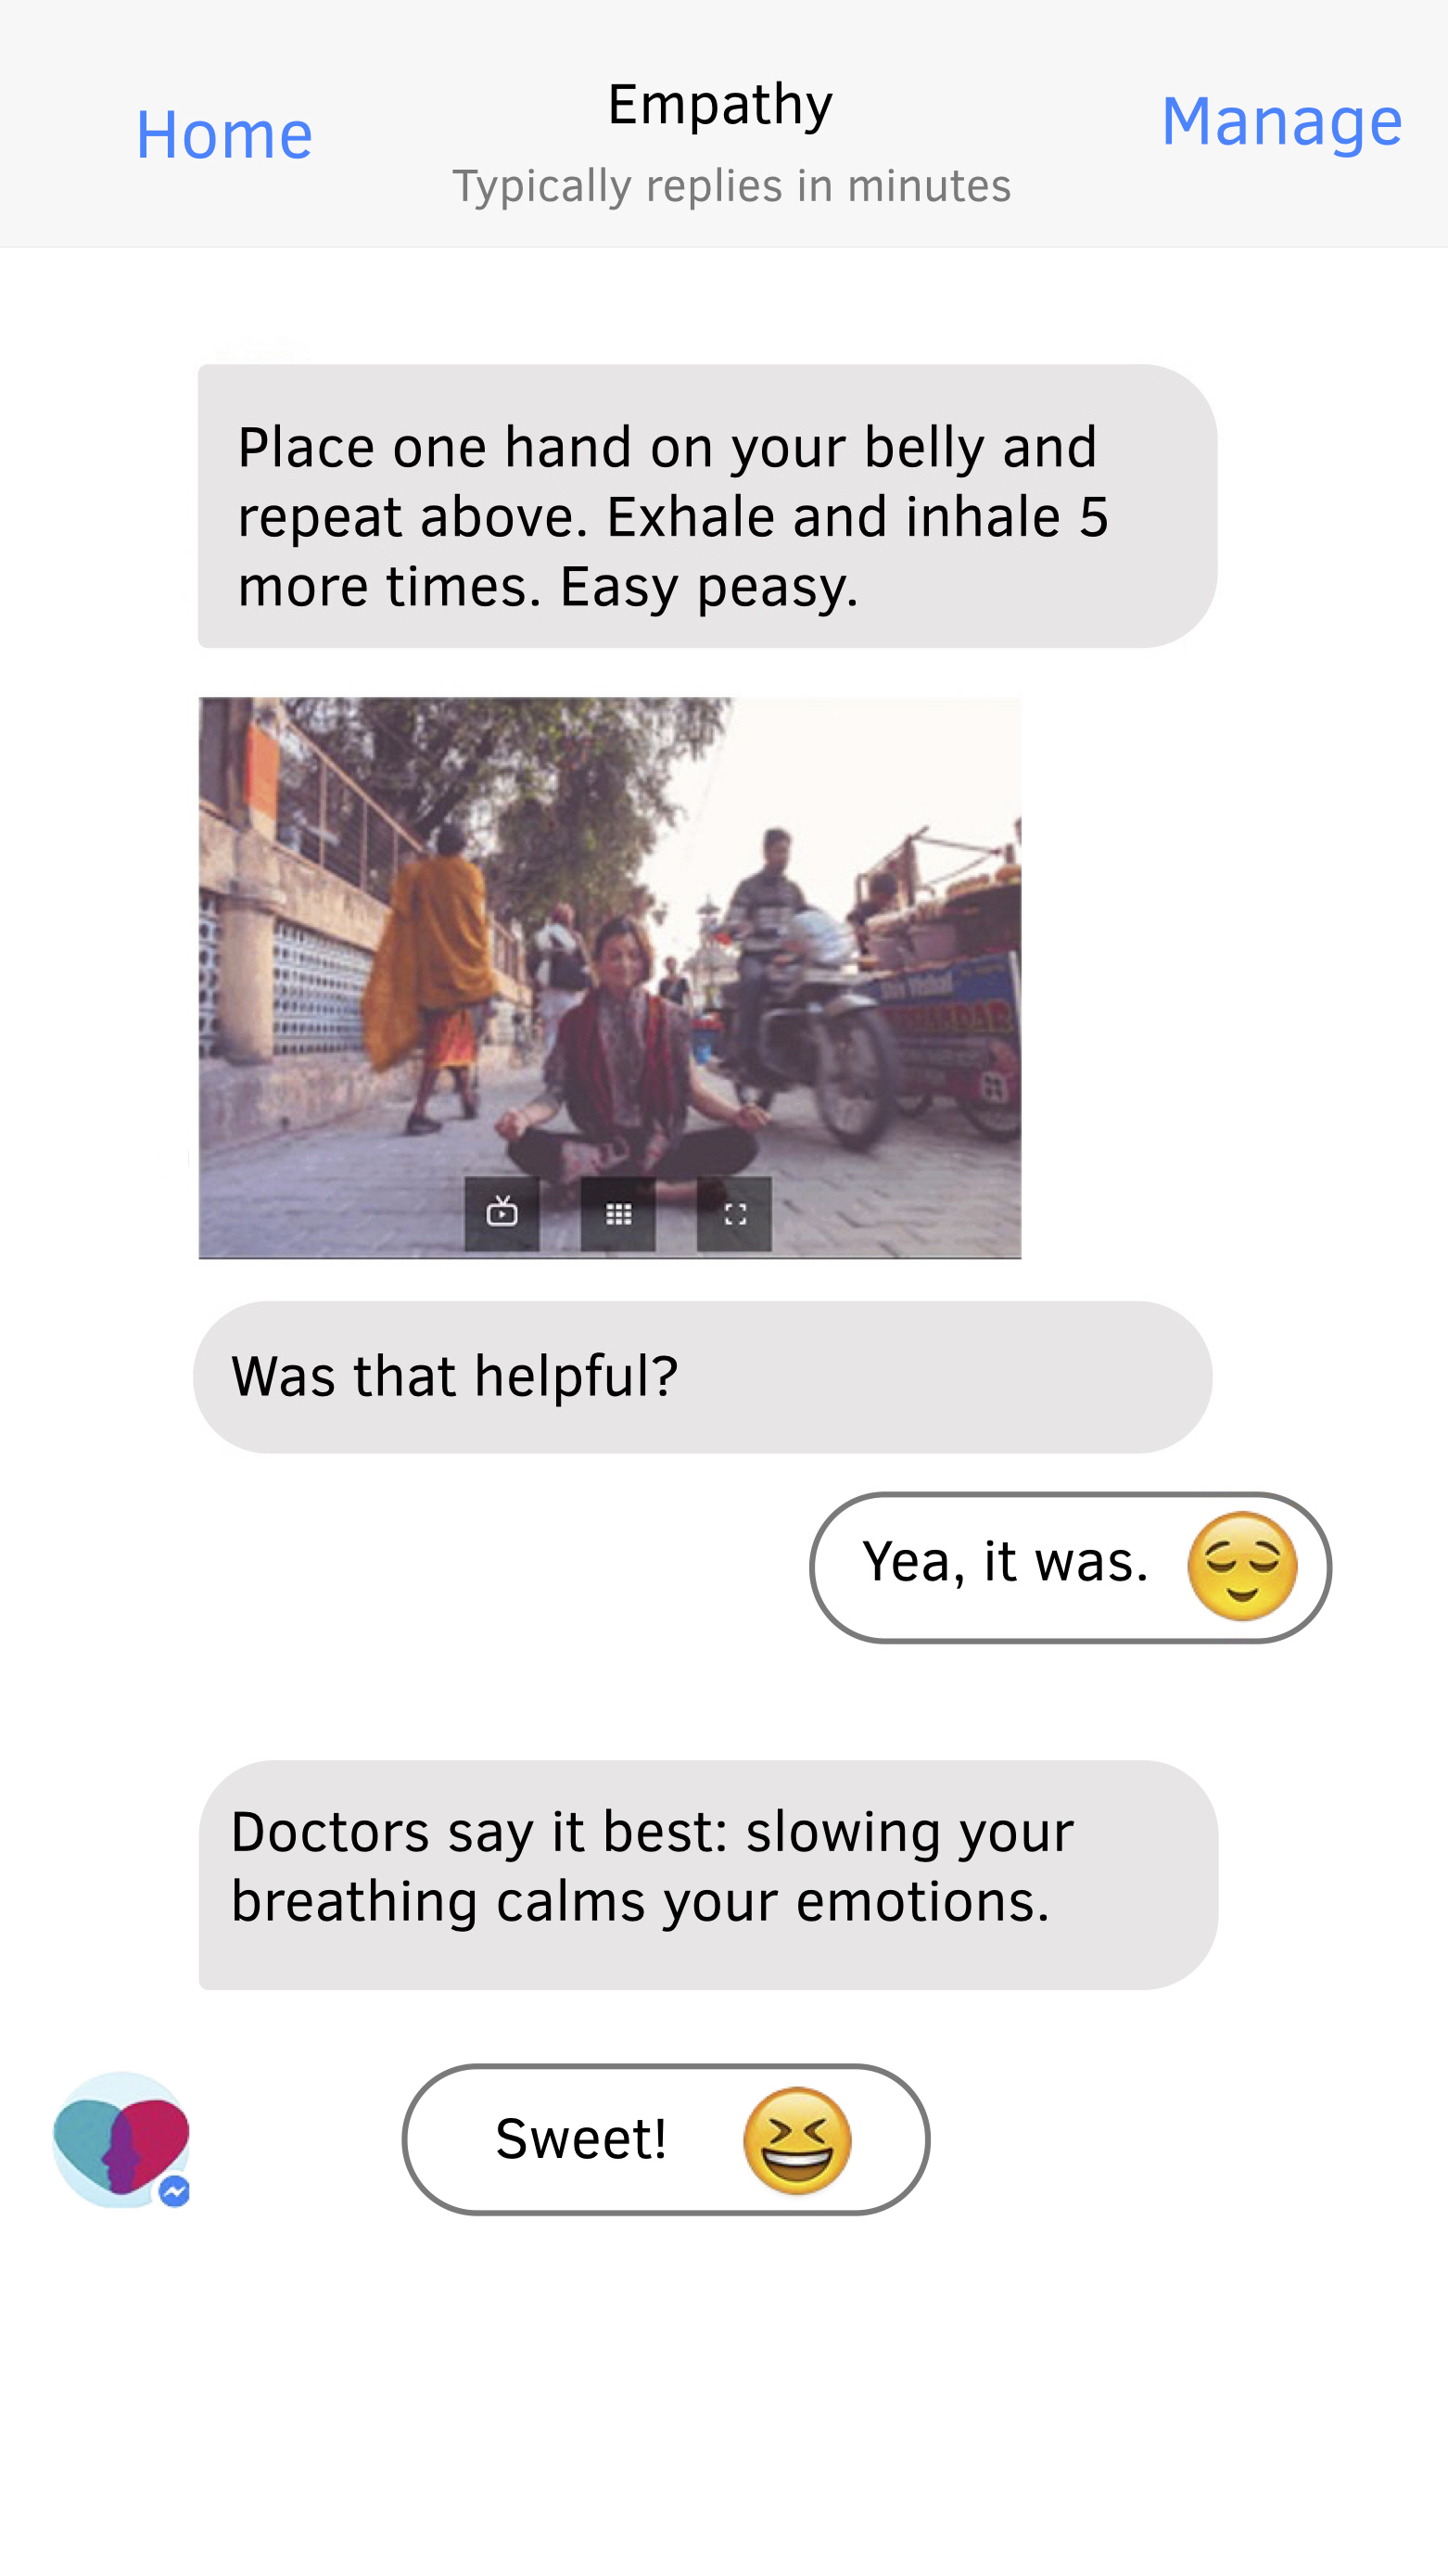 Home
Empathy
Manage
Typically replies in minutes
Place one hand on your belly and
repeat above. Exhale and inhale 5
more times. Easy peasy.
Was that helpful?
Yea, it was.
Doctors say it best: slowing your
breathing calms your emotions.
Sweet!